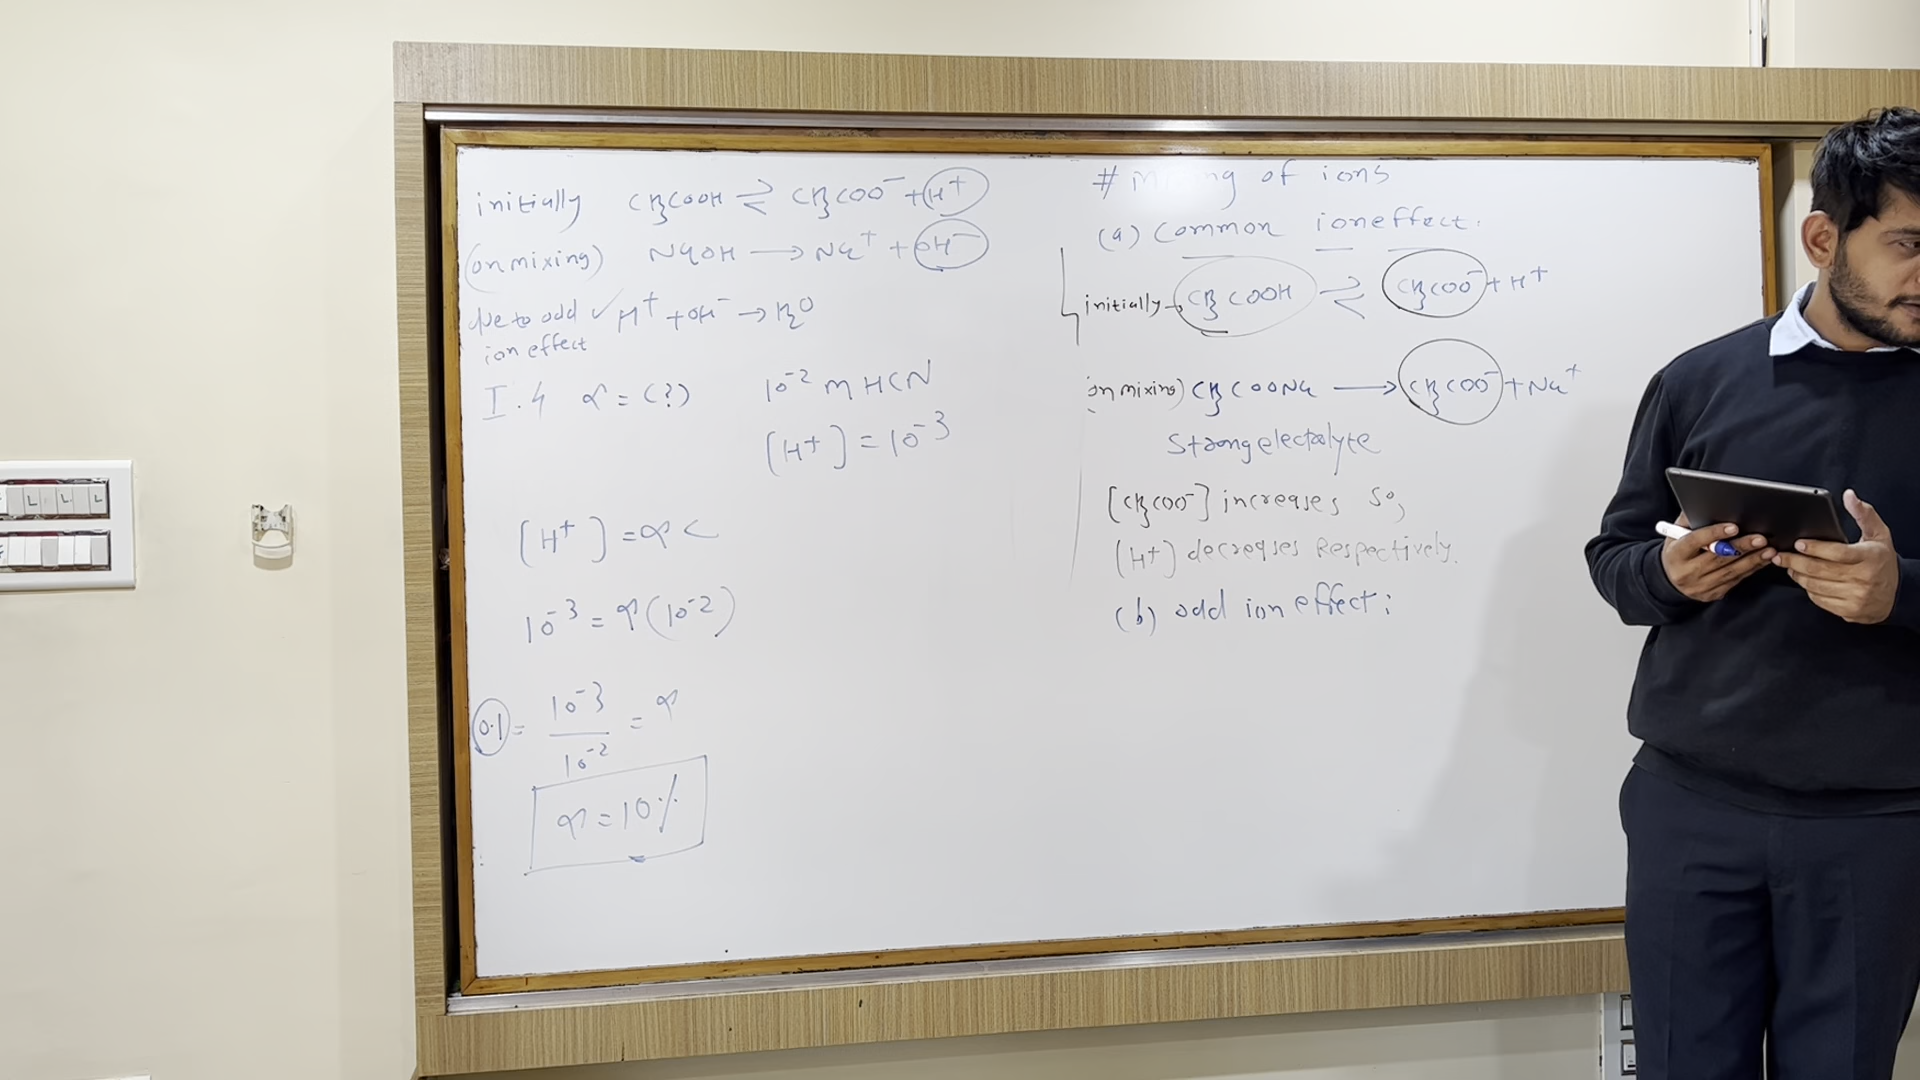 initially CH3COOH ⇌ CH3COO⁻ + H⁺
(on mixing) NaOH → Na⁺ + OH⁻
due to odd ion effect ✓ H⁺ + OH⁻ → H2O
I.4 α = (?) 10⁻² M HCN
[H⁺] = 10⁻³
[H⁺] = αC
10⁻³ = α(10⁻²)
0.1 = 10⁻³ / 10⁻² = α
α = 10%
# Mixing of ions
(a) Common ion effect.
initially → CH3COOH ⇌ CH3COO⁻ + H⁺
on mixing) CH3COONa → CH3COO⁻ + Na⁺
Strong electrolyte
[CH3COO⁻] increases so,
[H⁺] decreases Respectively.
(b) odd ion effect: